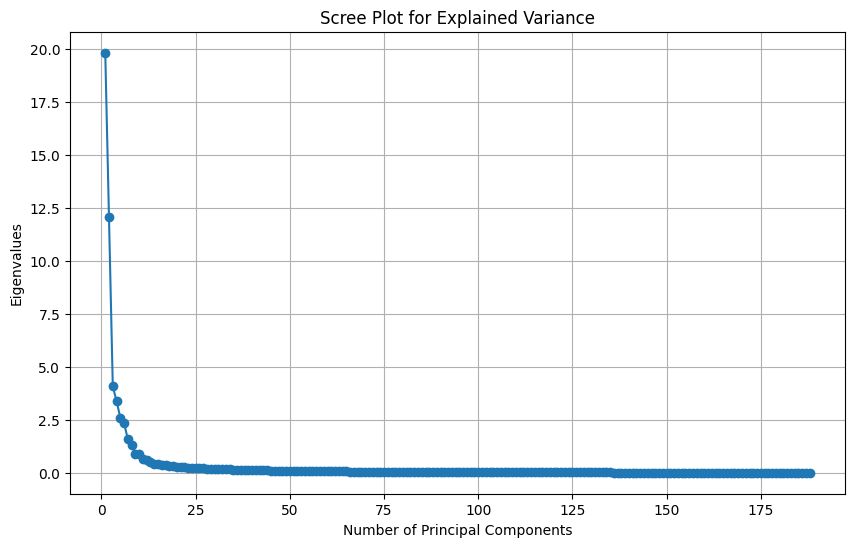 Scree Plot for Explained Variance
20.0
17.5
15.0
12.5
10.0
7.5
5.0
2.5
0.0
Eigenvalues
0 25 50 75 100 125 150 175
Number of Principal Components